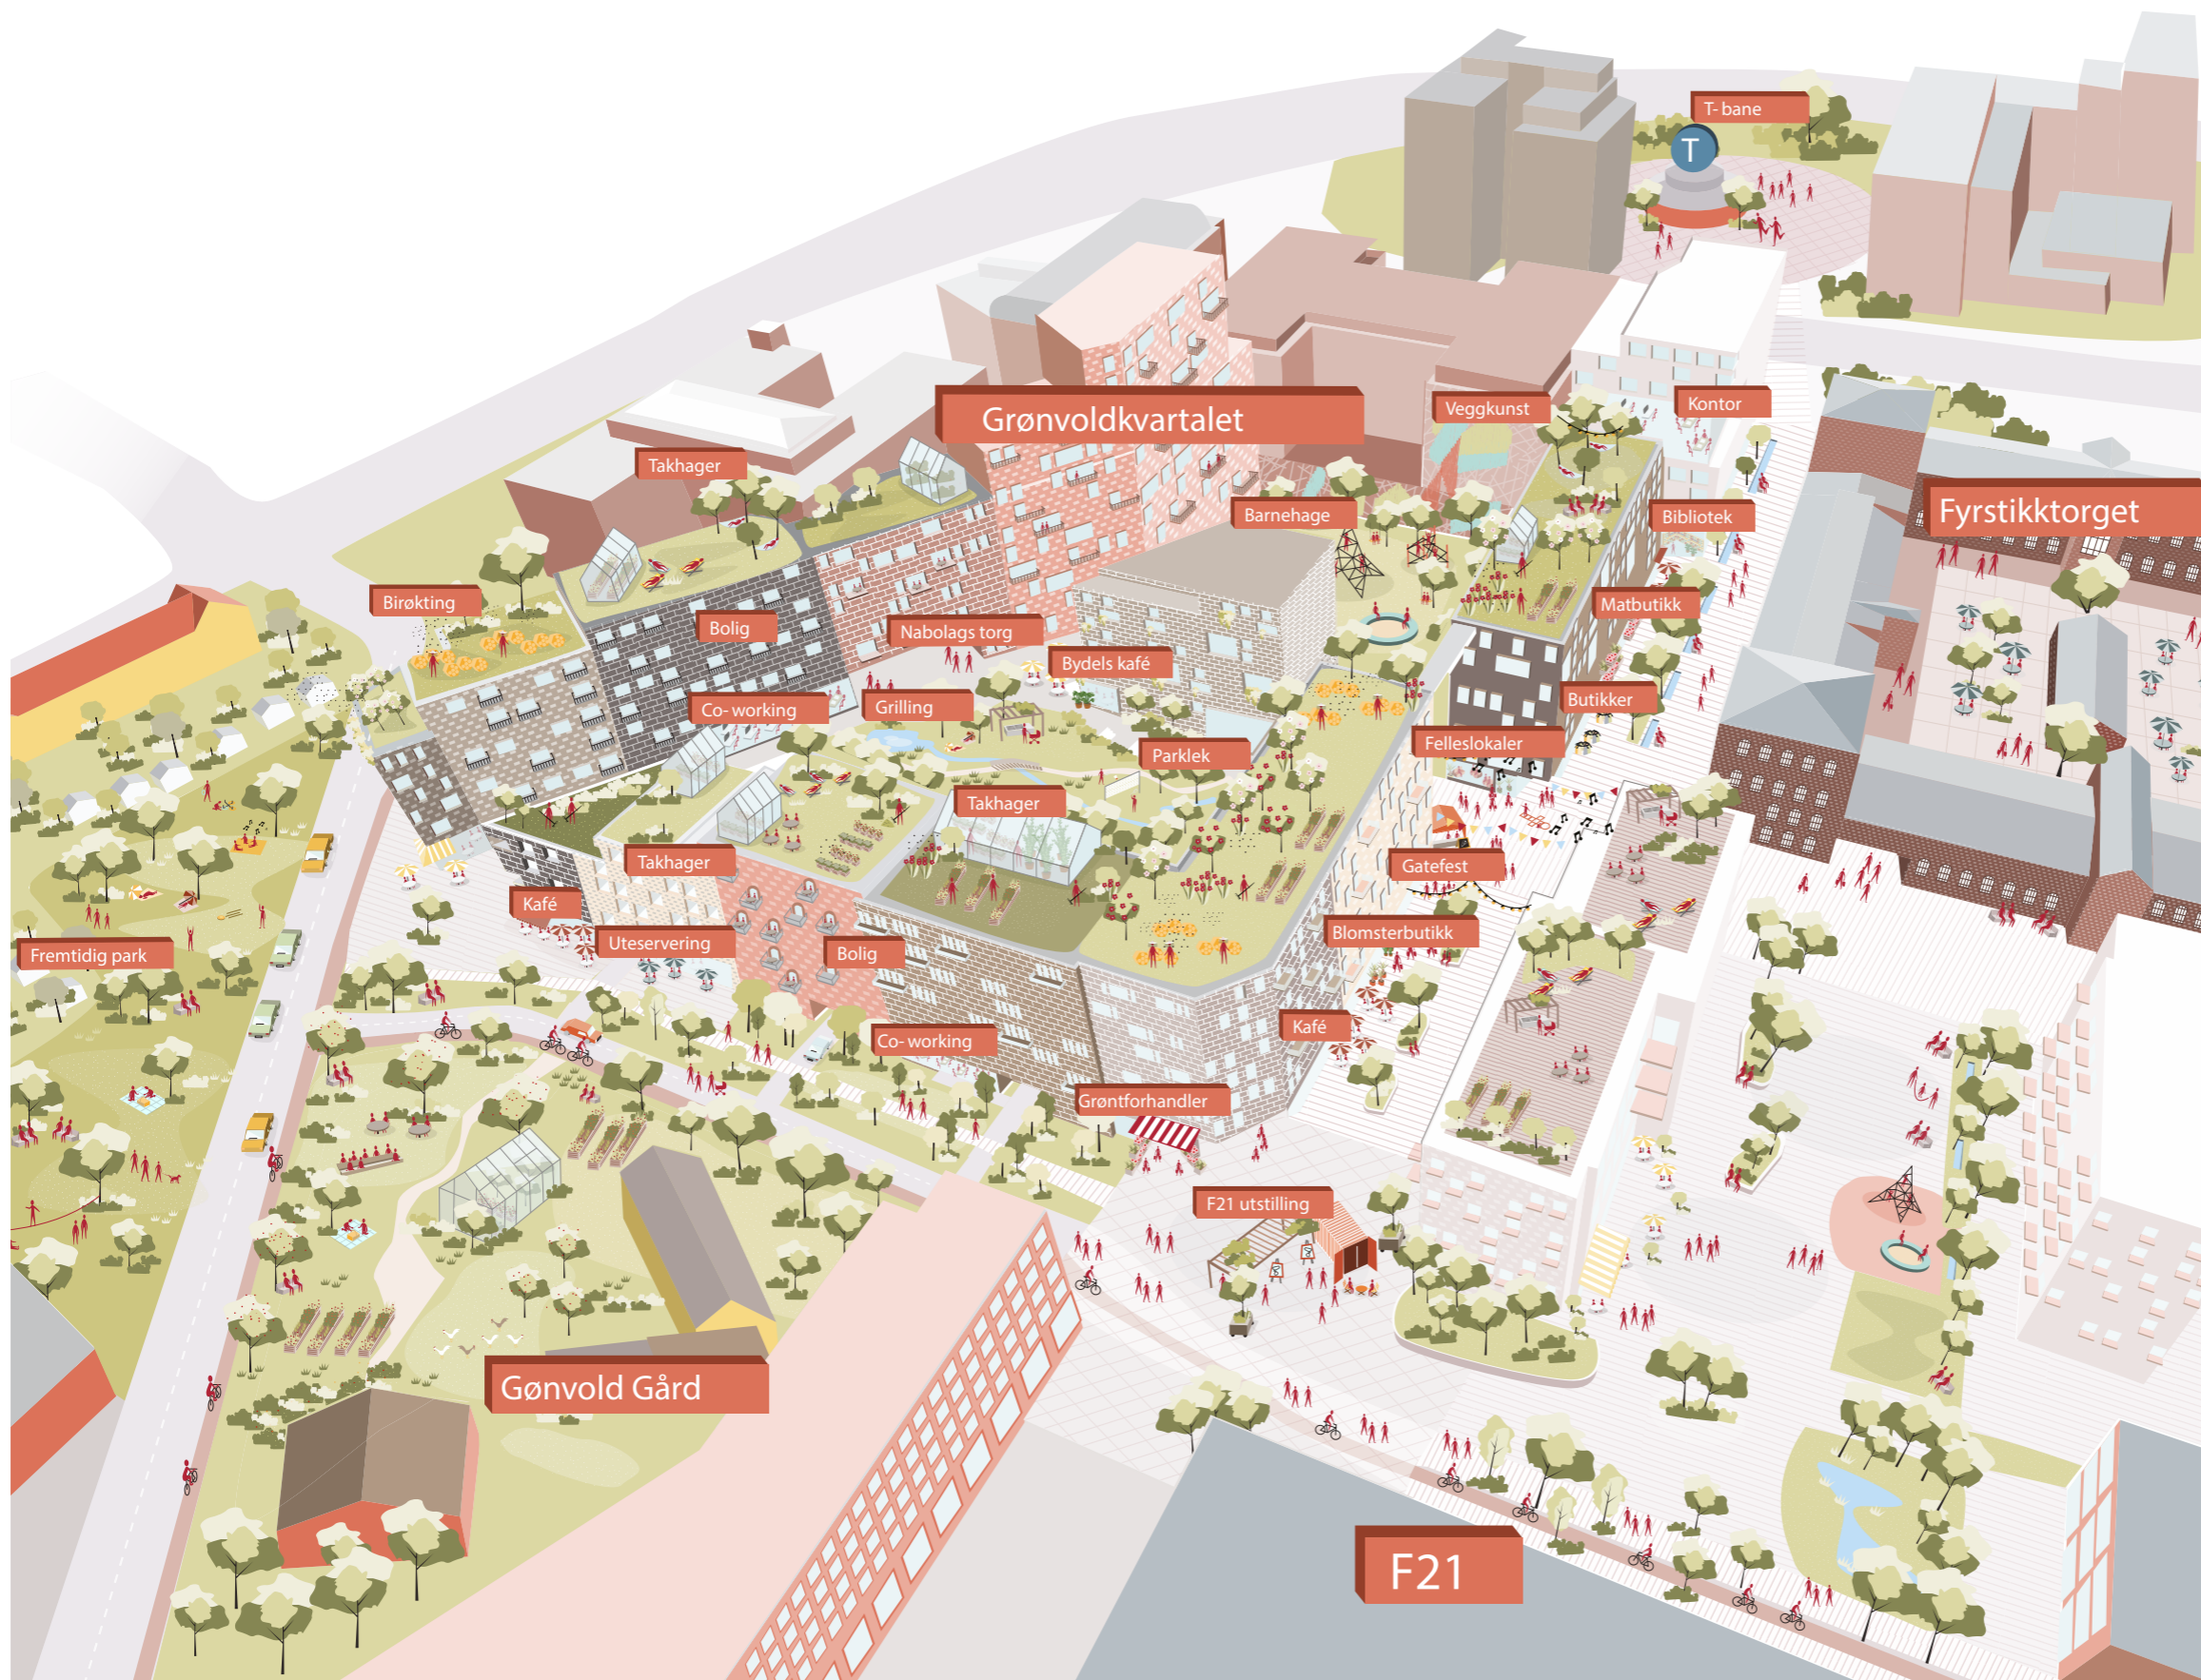 T- bane
T
Grønvoldkvartalet
Veggkunst
Kontor
Takhager
Barnehage
Bibliotek
Fyrstikktorget
Birøkting
Bolig
Nabolags torg
Matbutikk
Bydels kafé
Co- working
Grilling
Butikker
Felleslokaler
Parklek
Takhager
Takhager
Gatefest
Kafé
Uteservering
Bolig
Blomsterbutikk
Fremtidig park
Co- working
Kafé
Grøntforhandler
F21 utstilling
Gønvold Gård
F21